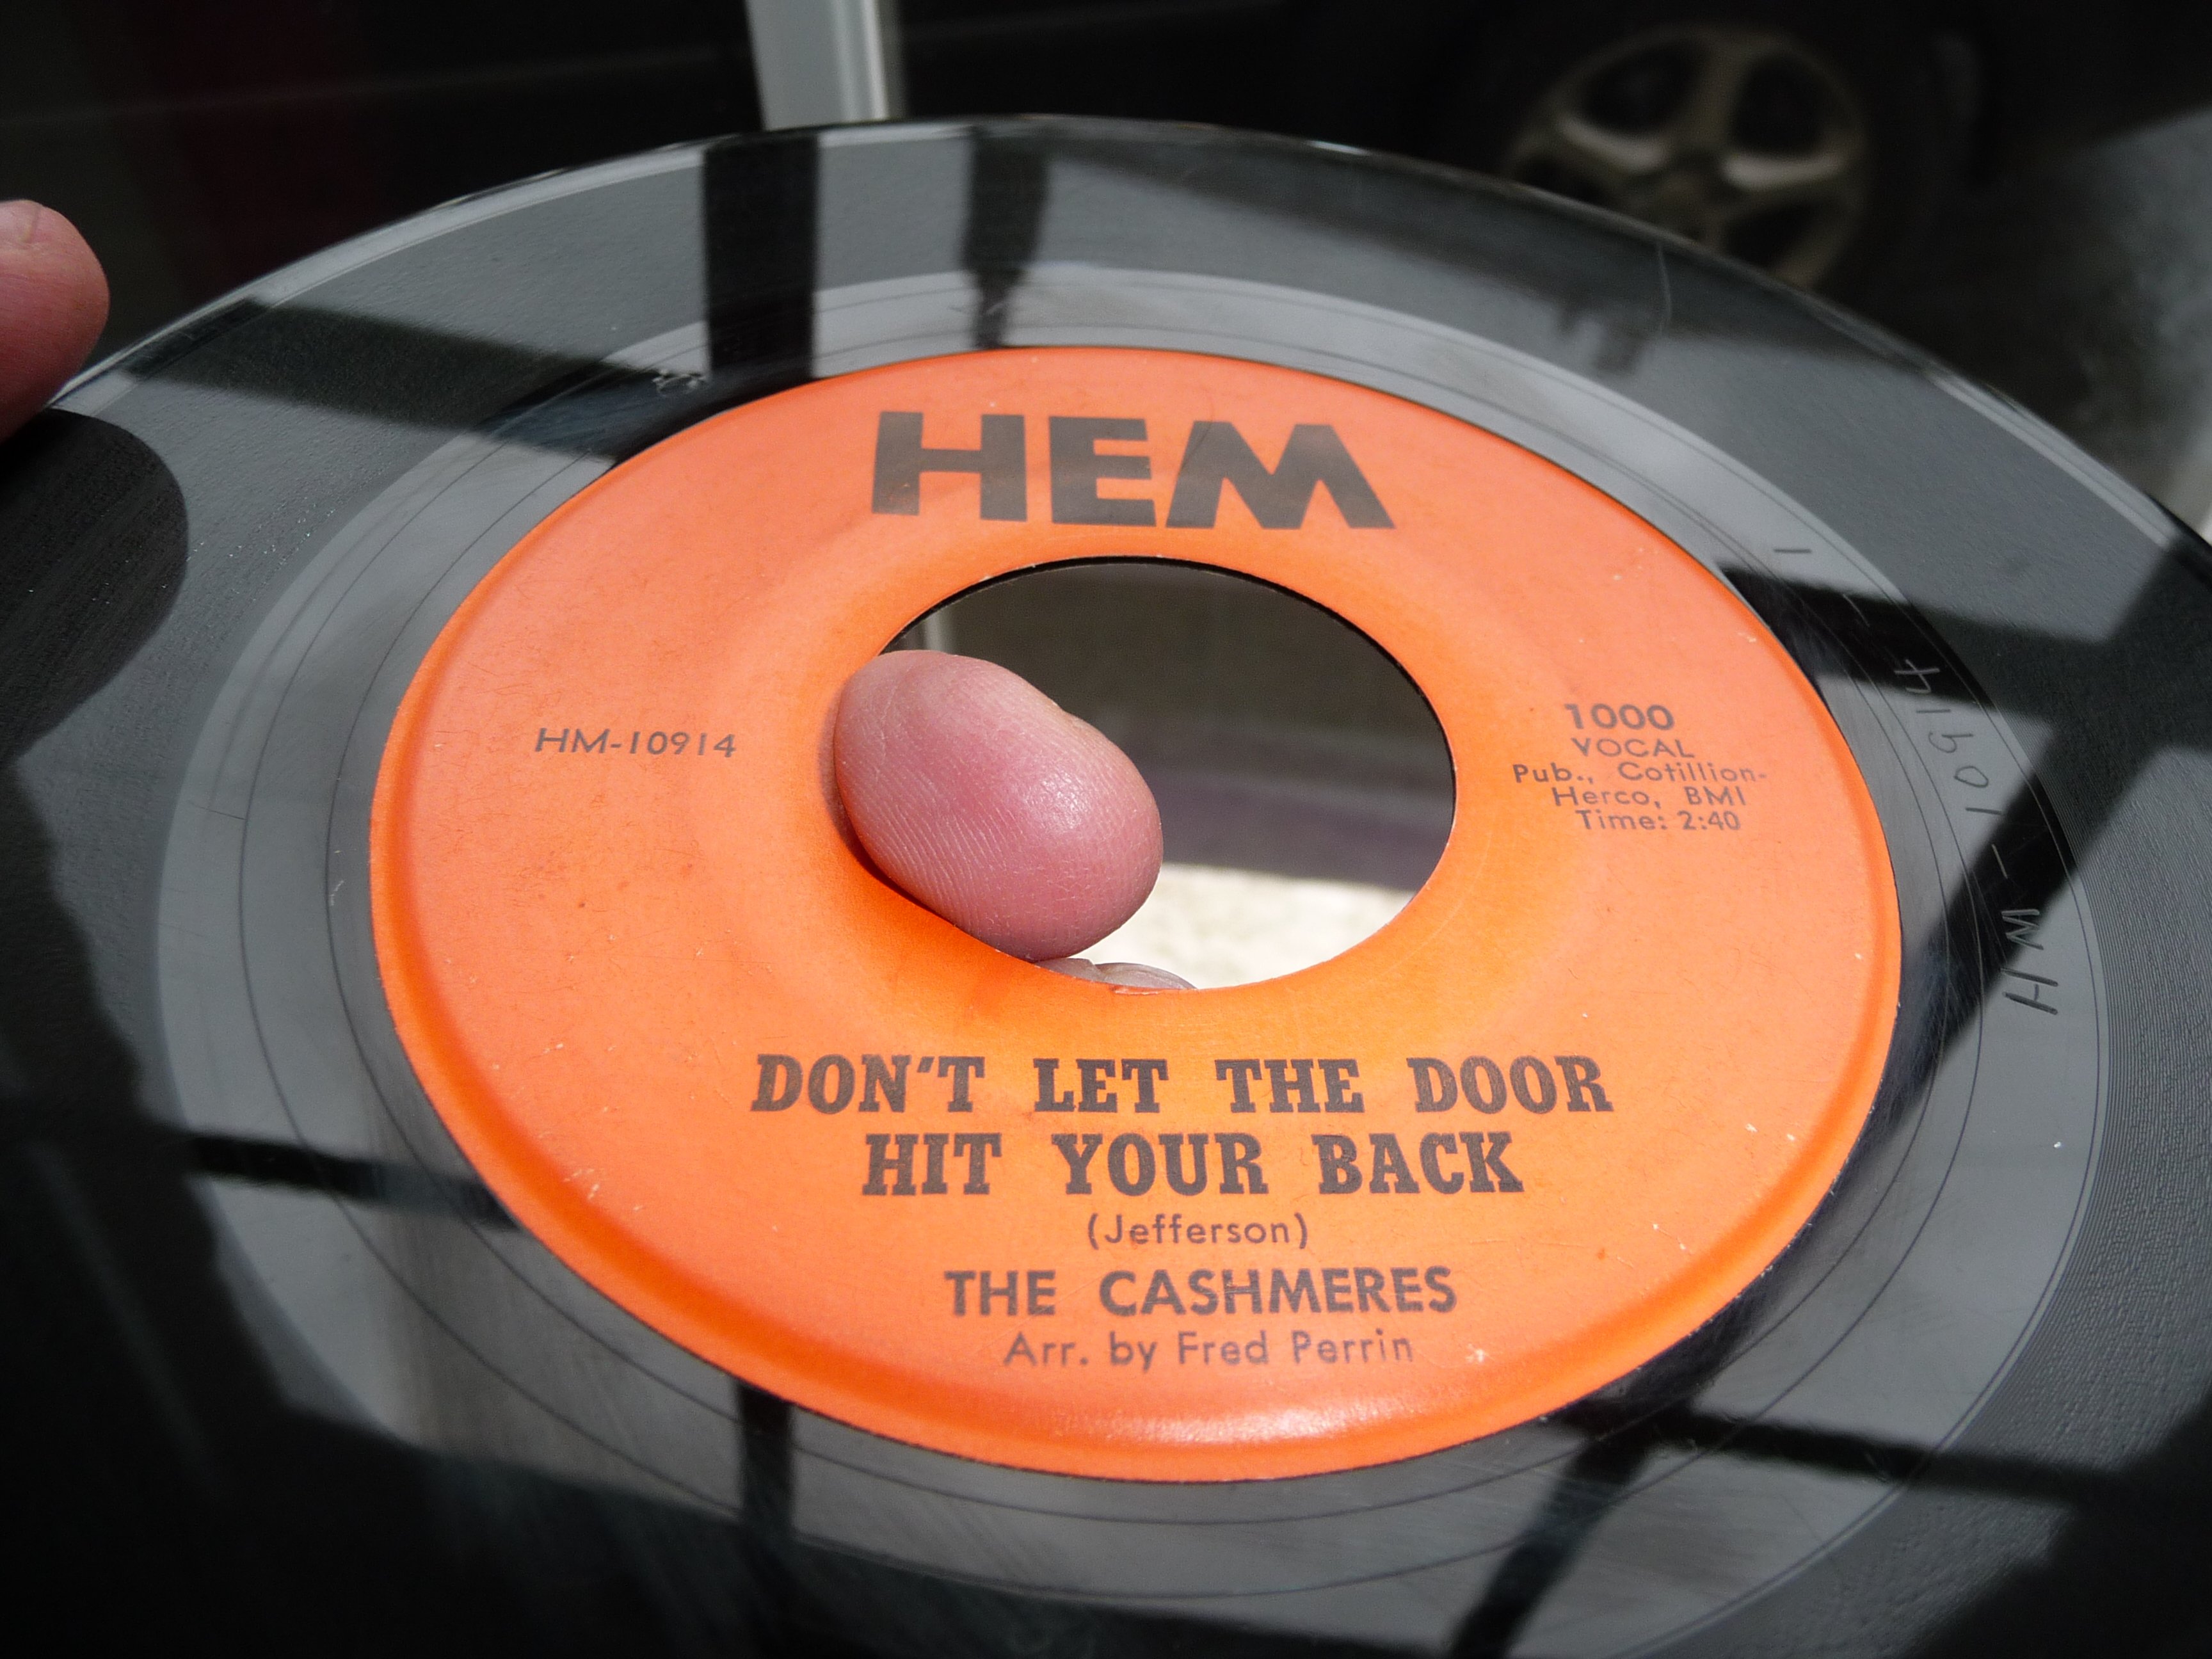 HEM
HM-10914
1000
VOCAL
Pub., Cotillion-
Herco, BMI
Time: 2:40
DON'T LET THE DOOR
HIT YOUR BACK
(Jefferson)
THE CASHMERES
Arr. by Fred Perrin
HM-10914-1